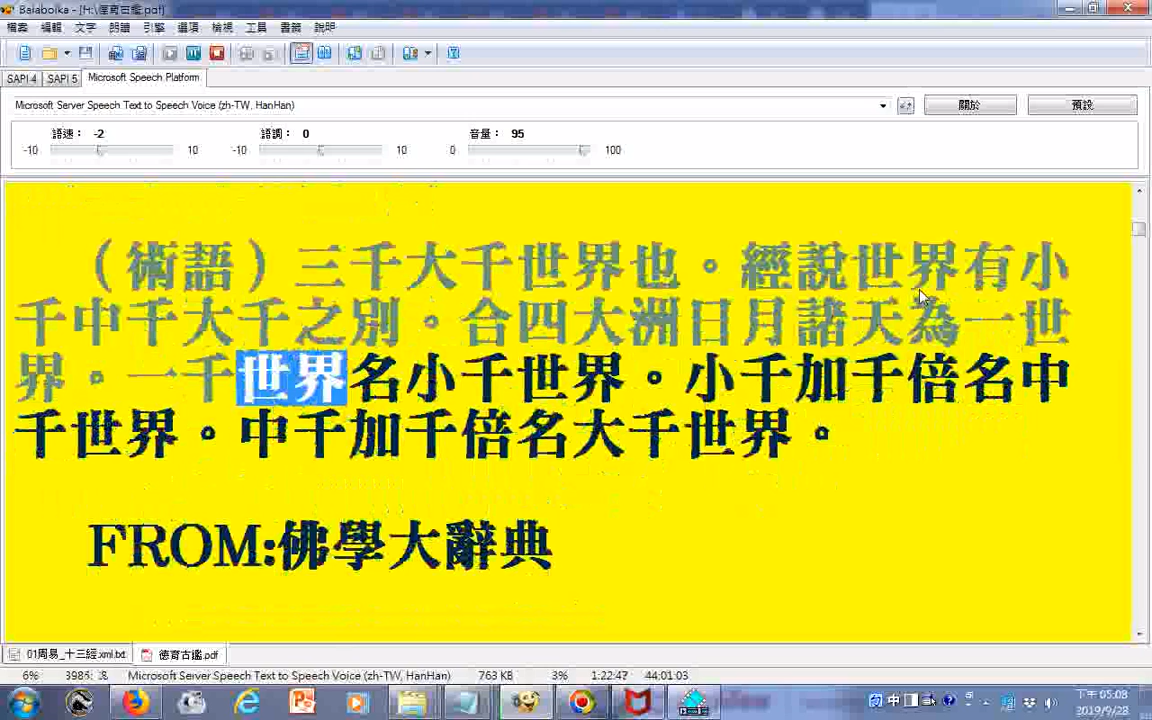 Balabolka - [H:\德育古鑑.pdf]
檔案 編輯 文字 朗讀 引擎 選項 檢視 工具 書籤 說明
SAPI 4 SAPI 5 Microsoft Speech Platform
Microsoft Server Speech Text to Speech Voice (zh-TW, HanHan) 關於 預設
語速： -2 語調： 0 音量： 95
-10 10 -10 10 0 100
（術語）三千大千世界也。經說世界有小
千中千大千之別。合四大洲日月諸天為一世
界。一千世界名小千世界。小千加千倍名中
千世界。中千加千倍名大千世界。
FROM:佛學大辭典
01周易_十三經.xml.txt 德育古鑑.pdf
6% Microsoft Server Speech Text to Speech Voice (zh-TW, HanHan) 763 KB 3% 1:22:47 44:01:03
中 下午 05:08
2019/9/28